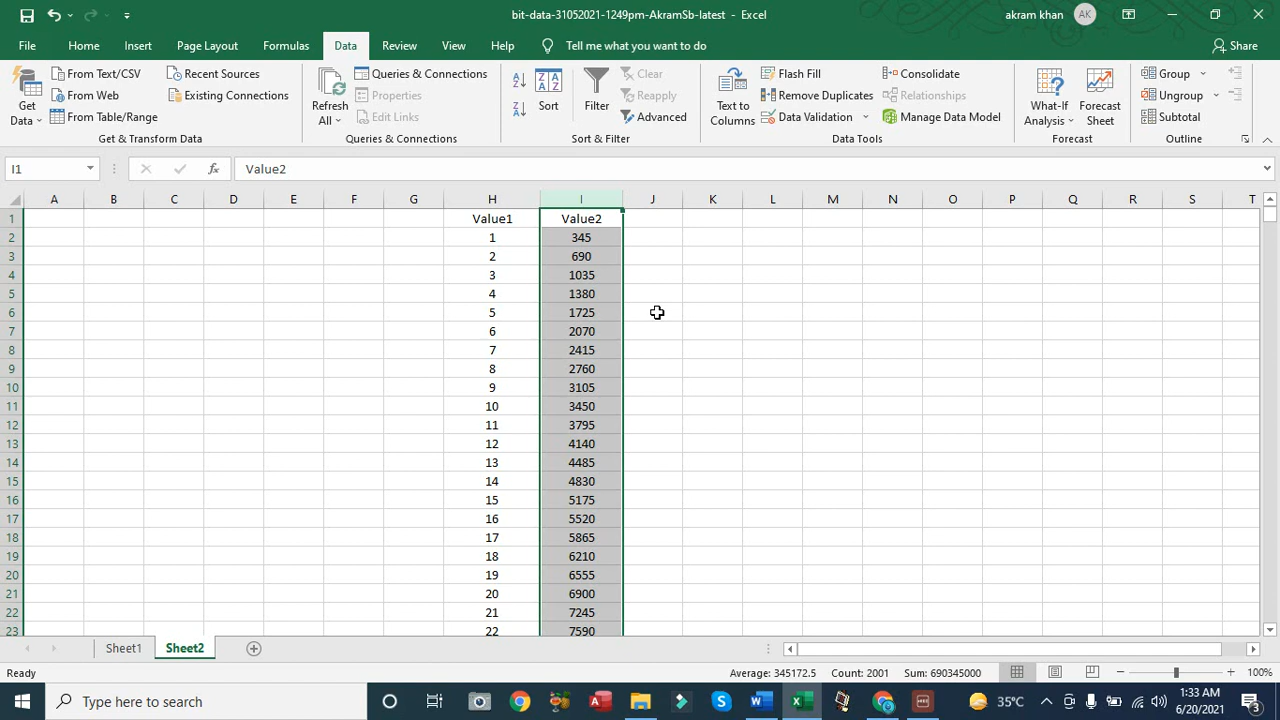 bit-data-31052021-1249pm-AkramSb-latest - Excel
akram khan AK
File Home Insert Page Layout Formulas Data Review View Help Tell me what you want to do Share
Get Data
From Text/CSV
From Web
From Table/Range
Recent Sources
Existing Connections
Get & Transform Data
Refresh All
Queries & Connections
Properties
Edit Links
Queries & Connections
Sort
Filter
Clear
Reapply
Advanced
Sort & Filter
Text to Columns
Flash Fill
Remove Duplicates
Data Validation
Consolidate
Relationships
Manage Data Model
Data Tools
What-If Analysis
Forecast Sheet
Forecast
Group
Ungroup
Subtotal
Outline
I1 fx Value2
A B C D E F G H I J K L M N O P Q R S T
1 Value1 Value2
2 1 345
3 2 690
4 3 1035
5 4 1380
6 5 1725
7 6 2070
8 7 2415
9 8 2760
10 9 3105
11 10 3450
12 11 3795
13 12 4140
14 13 4485
15 14 4830
16 15 5175
17 16 5520
18 17 5865
19 18 6210
20 19 6555
21 20 6900
22 21 7245
23 22 7590
Sheet1 Sheet2
Ready Average: 345172.5 Count: 2001 Sum: 690345000 100%
Type here to search 35°C 1:33 AM
6/20/2021 3